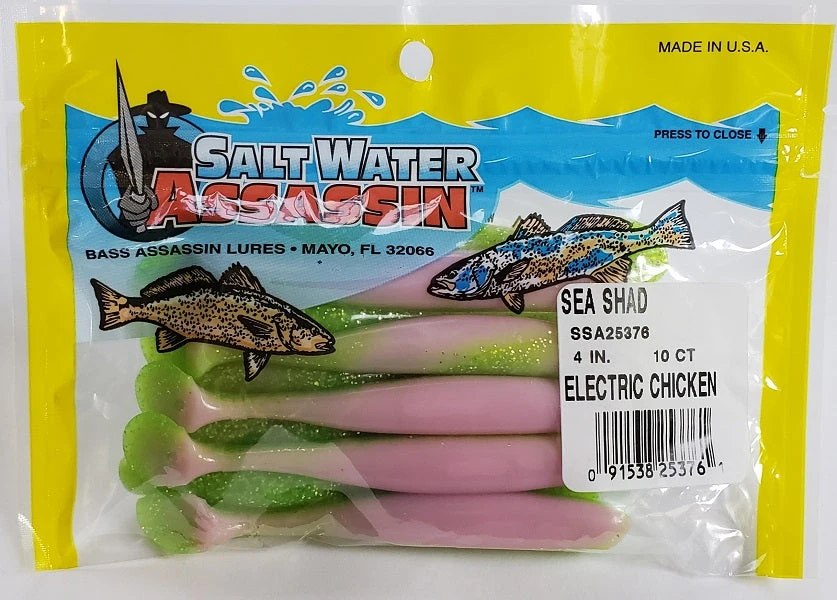 MADE IN U.S.A.
PRESS TO CLOSE
SALT WATER
ASSASSIN™
BASS ASSASSIN LURES • MAYO, FL 32066
SEA SHAD
SSA25376
4 IN. 10 CT
ELECTRIC CHICKEN
0 91538 25376 1